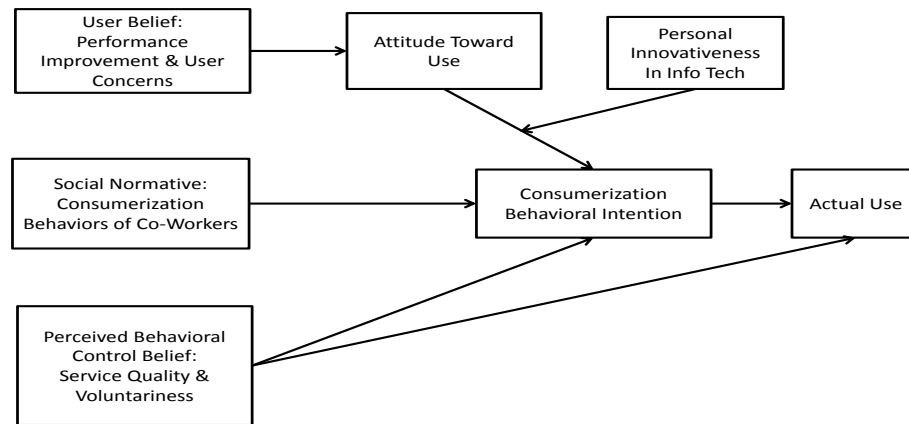 User Belief:
Performance
Improvement & User
Concerns
Attitude Toward
Use
Personal
Innovativeness
In Info Tech
Social Normative:
Consumerization
Behaviors of Co-Workers
Consumerization
Behavioral Intention
Actual Use
Perceived Behavioral
Control Belief:
Service Quality &
Voluntariness